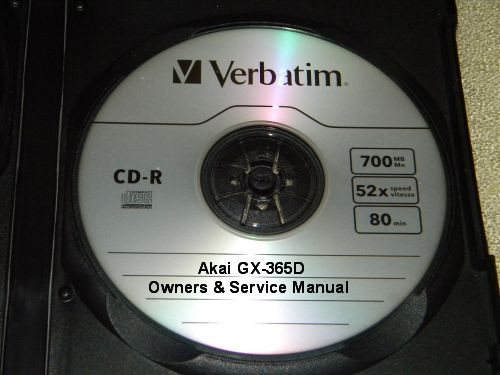 Verbatim
CD-R
COMPACT
disc
Recordable
700 MB Mo
52x speed vitesse
80 min
Akai GX-365D
Owners & Service Manual